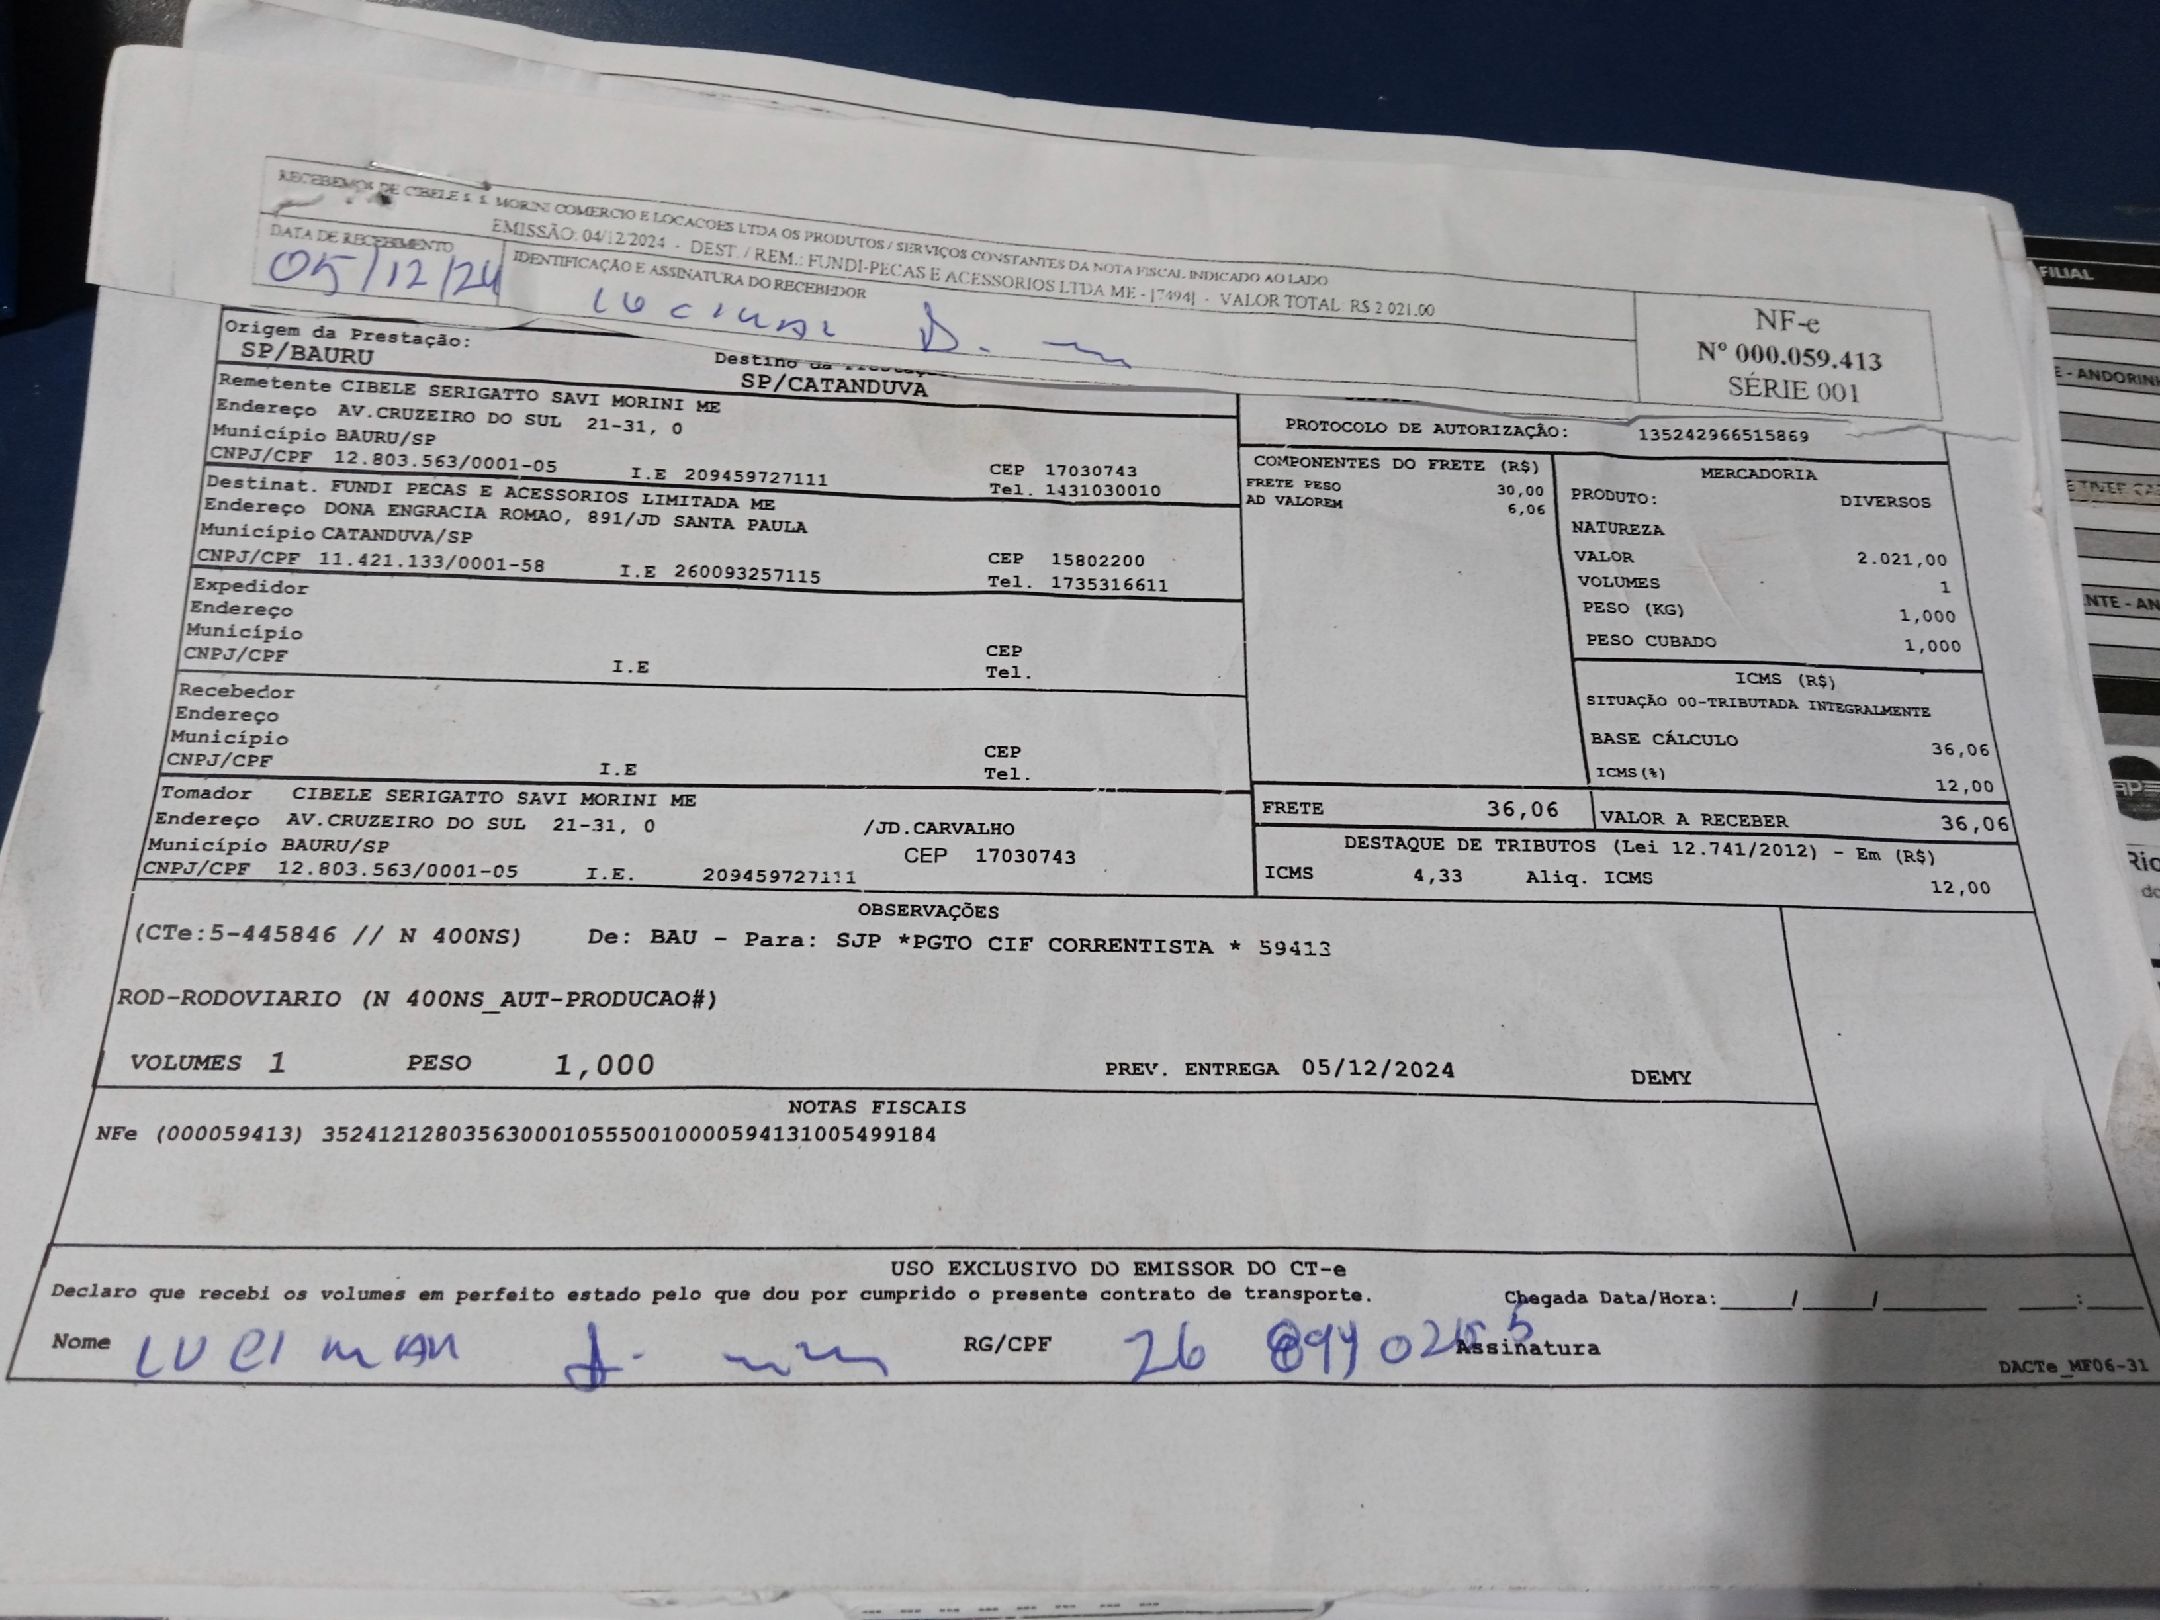 RECEBEMOS DE CIBELE S. S. MORINI COMERCIO E LOCACOES LTDA OS PRODUTOS / SERVIÇOS CONSTANTES DA NOTA FISCAL INDICADO AO LADO
EMISSÃO: 04/12/2024 - DEST. / REM.: FUNDI-PECAS E ACESSORIOS LTDA ME - [7494] - VALOR TOTAL R$ 2 021.00
DATA DE RECEBIMENTO
05/12/24
IDENTIFICAÇÃO E ASSINATURA DO RECEBEDOR
NF-e
Nº 000.059.413
SÉRIE 001
Origem da Prestação:
SP/BAURU
Destino da Prestação
SP/CATANDUVA
Remetente CIBELE SERIGATTO SAVI MORINI ME
Endereço AV.CRUZEIRO DO SUL 21-31, 0
Município BAURU/SP
CEP 17030743
CNPJ/CPF 12.803.563/0001-05 I.E 209459727111 Tel. 1431030010
Destinat. FUNDI PECAS E ACESSORIOS LIMITADA ME
Endereço DONA ENGRACIA ROMAO, 891/JD SANTA PAULA
Município CATANDUVA/SP
CEP 15802200
CNPJ/CPF 11.421.133/0001-58 I.E 260093257115 Tel. 1735316611
Expedidor
Endereço
Município
CEP
CNPJ/CPF I.E Tel.
Recebedor
Endereço
Município
CEP
CNPJ/CPF I.E Tel.
Tomador CIBELE SERIGATTO SAVI MORINI ME
Endereço AV.CRUZEIRO DO SUL 21-31, 0 /JD.CARVALHO
Município BAURU/SP CEP 17030743
CNPJ/CPF 12.803.563/0001-05 I.E. 209459727111
PROTOCOLO DE AUTORIZAÇÃO: 135242966515869
COMPONENTES DO FRETE (R$)
FRETE PESO 30,00
AD VALOREM 6,06
MERCADORIA
PRODUTO: DIVERSOS
NATUREZA
VALOR 2.021,00
VOLUMES 1
PESO (KG) 1,000
PESO CUBADO 1,000
ICMS (R$)
SITUAÇÃO 00-TRIBUTADA INTEGRALMENTE
BASE CÁLCULO 36,06
ICMS(%) 12,00
FRETE 36,06 VALOR A RECEBER 36,06
DESTAQUE DE TRIBUTOS (Lei 12.741/2012) - Em (R$)
ICMS 4,33 Aliq. ICMS 12,00
OBSERVAÇÕES
(CTe:5-445846 // N 400NS) De: BAU - Para: SJP *PGTO CIF CORRENTISTA * 59413
ROD-RODOVIARIO (N 400NS_AUT-PRODUCAO#)
VOLUMES 1 PESO 1,000 PREV. ENTREGA 05/12/2024 DEMY
NOTAS FISCAIS
NFe (000059413) 35241212803563000105550010000594131005499184
USO EXCLUSIVO DO EMISSOR DO CT-e
Declaro que recebi os volumes em perfeito estado pelo que dou por cumprido o presente contrato de transporte. Chegada Data/Hora:____/____/______ ___:___
Nome LUCIMAR RG/CPF 26 Assinatura
DACTe_MF06-31
FILIAL